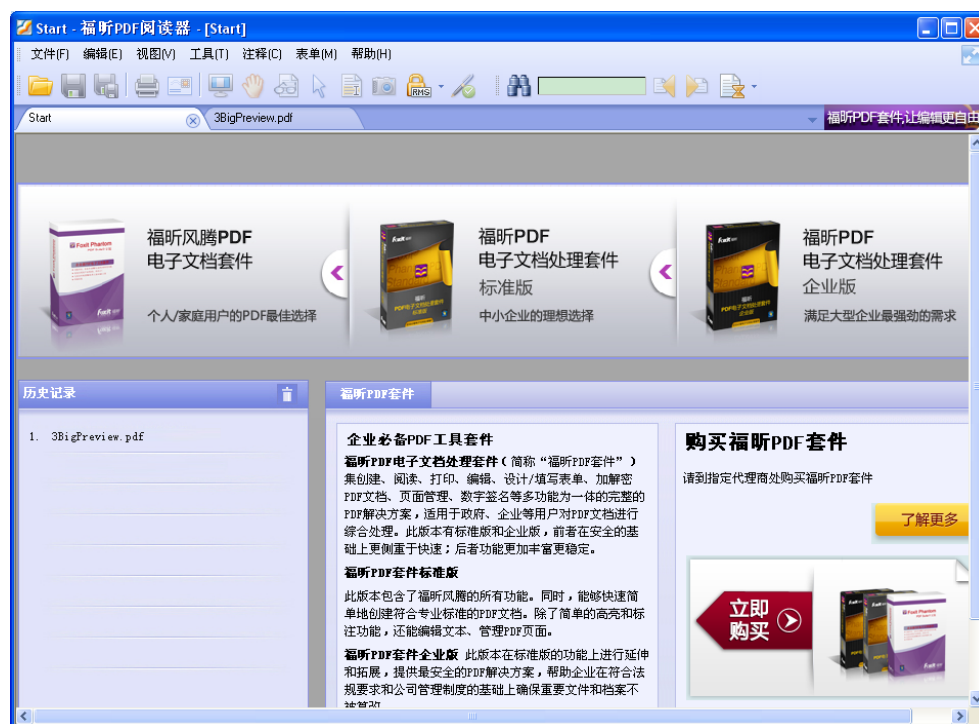 Start - 福昕PDF阅读器 - [Start]
文件(F) 编辑(E) 视图(V) 工具(T) 注释(C) 表单(M) 帮助(H)
RMS
Start
3BigPreview.pdf
福昕PDF套件,让编辑更自由
福昕风腾PDF
电子文档套件
个人/家庭用户的PDF最佳选择
福昕PDF
电子文档处理套件
标准版
中小企业的理想选择
福昕PDF
电子文档处理套件
企业版
满足大型企业最强劲的需求
历史记录
1. 3BigPreview.pdf
福昕PDF套件
企业必备PDF工具套件
福昕PDF电子文档处理套件(简称“福昕PDF套件”)
集创建、阅读、打印、编辑、设计/填写表单、加解密
PDF文档、页面管理、数字签名等多功能为一体的完整的
PDF解决方案,适用于政府、企业等用户对PDF文档进行
综合处理。此版本有标准版和企业版,前者在安全的基
础上更侧重于快速;后者功能更加丰富更稳定。
福昕PDF套件标准版
此版本包含了福昕风腾的所有功能。同时,能够快速简
单地创建符合专业标准的PDF文档。除了简单的高亮和标
注功能,还能编辑文本、管理PDF页面。
福昕PDF套件企业版 此版本在标准版的功能上进行延伸
和拓展,提供最安全的PDF解决方案,帮助企业在符合法
规要求和公司管理制度的基础上确保重要文件和档案不
被篡改
购买福昕PDF套件
请到指定代理商处购买福昕PDF套件
了解更多
立即
购买